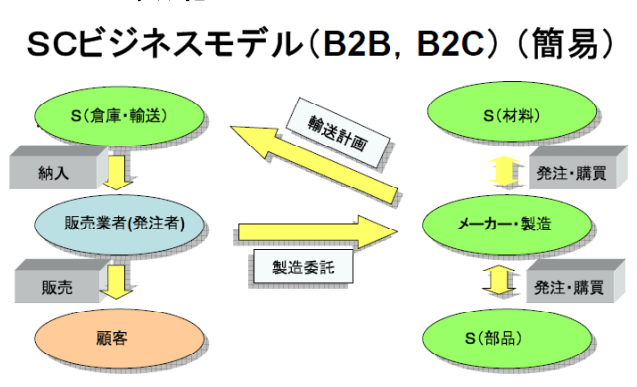 SCビジネスモデル（B2B，B2C）（簡易）
S（倉庫・輸送）
輸送計画
S（材料）
納入
発注・購買
販売業者(発注者)
メーカー・製造
製造委託
販売
発注・購買
顧客
S（部品）